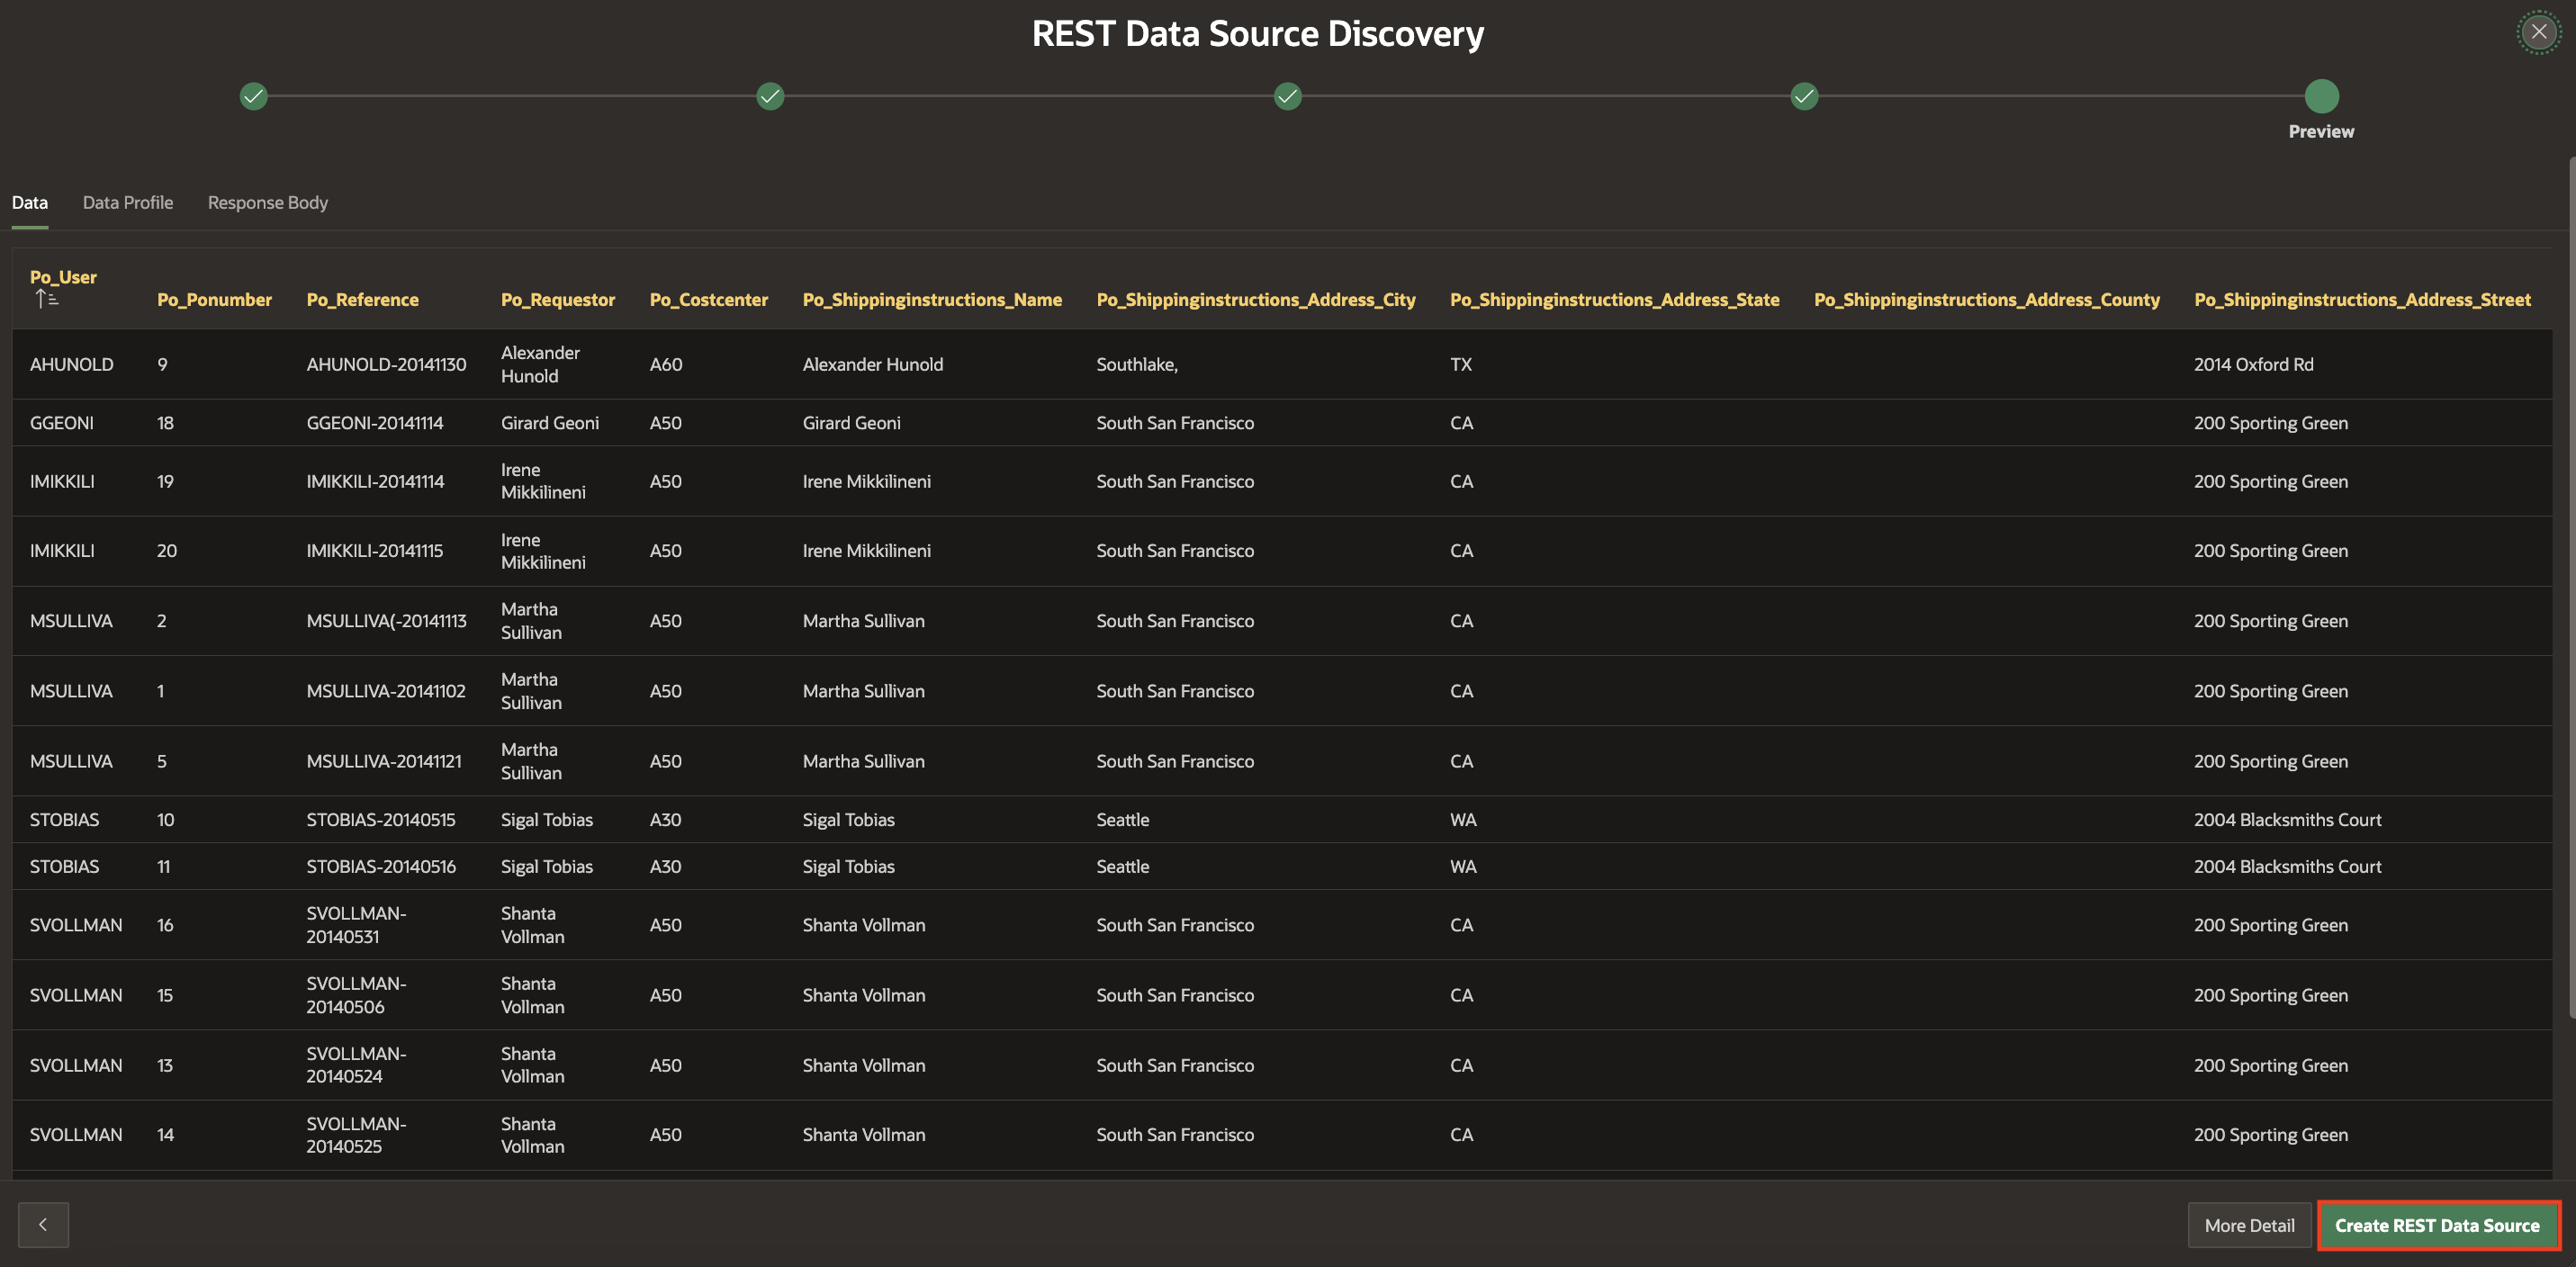 REST Data Source Discovery
Preview
Data Data Profile Response Body
Po_User Po_Ponumber Po_Reference Po_Requestor Po_Costcenter Po_Shippinginstructions_Name Po_Shippinginstructions_Address_City Po_Shippinginstructions_Address_State Po_Shippinginstructions_Address_County Po_Shippinginstructions_Address_Street
AHUNOLD 9 AHUNOLD-20141130 Alexander Hunold A60 Alexander Hunold Southlake, TX 2014 Oxford Rd
GGEONI 18 GGEONI-20141114 Girard Geoni A50 Girard Geoni South San Francisco CA 200 Sporting Green
IMIKKILI 19 IMIKKILI-20141114 Irene Mikkilineni A50 Irene Mikkilineni South San Francisco CA 200 Sporting Green
IMIKKILI 20 IMIKKILI-20141115 Irene Mikkilineni A50 Irene Mikkilineni South San Francisco CA 200 Sporting Green
MSULLIVA 2 MSULLIVA(-20141113 Martha Sullivan A50 Martha Sullivan South San Francisco CA 200 Sporting Green
MSULLIVA 1 MSULLIVA-20141102 Martha Sullivan A50 Martha Sullivan South San Francisco CA 200 Sporting Green
MSULLIVA 5 MSULLIVA-20141121 Martha Sullivan A50 Martha Sullivan South San Francisco CA 200 Sporting Green
STOBIAS 10 STOBIAS-20140515 Sigal Tobias A30 Sigal Tobias Seattle WA 2004 Blacksmiths Court
STOBIAS 11 STOBIAS-20140516 Sigal Tobias A30 Sigal Tobias Seattle WA 2004 Blacksmiths Court
SVOLLMAN 16 SVOLLMAN-20140531 Shanta Vollman A50 Shanta Vollman South San Francisco CA 200 Sporting Green
SVOLLMAN 15 SVOLLMAN-20140506 Shanta Vollman A50 Shanta Vollman South San Francisco CA 200 Sporting Green
SVOLLMAN 13 SVOLLMAN-20140524 Shanta Vollman A50 Shanta Vollman South San Francisco CA 200 Sporting Green
SVOLLMAN 14 SVOLLMAN-20140525 Shanta Vollman A50 Shanta Vollman South San Francisco CA 200 Sporting Green
More Detail Create REST Data Source